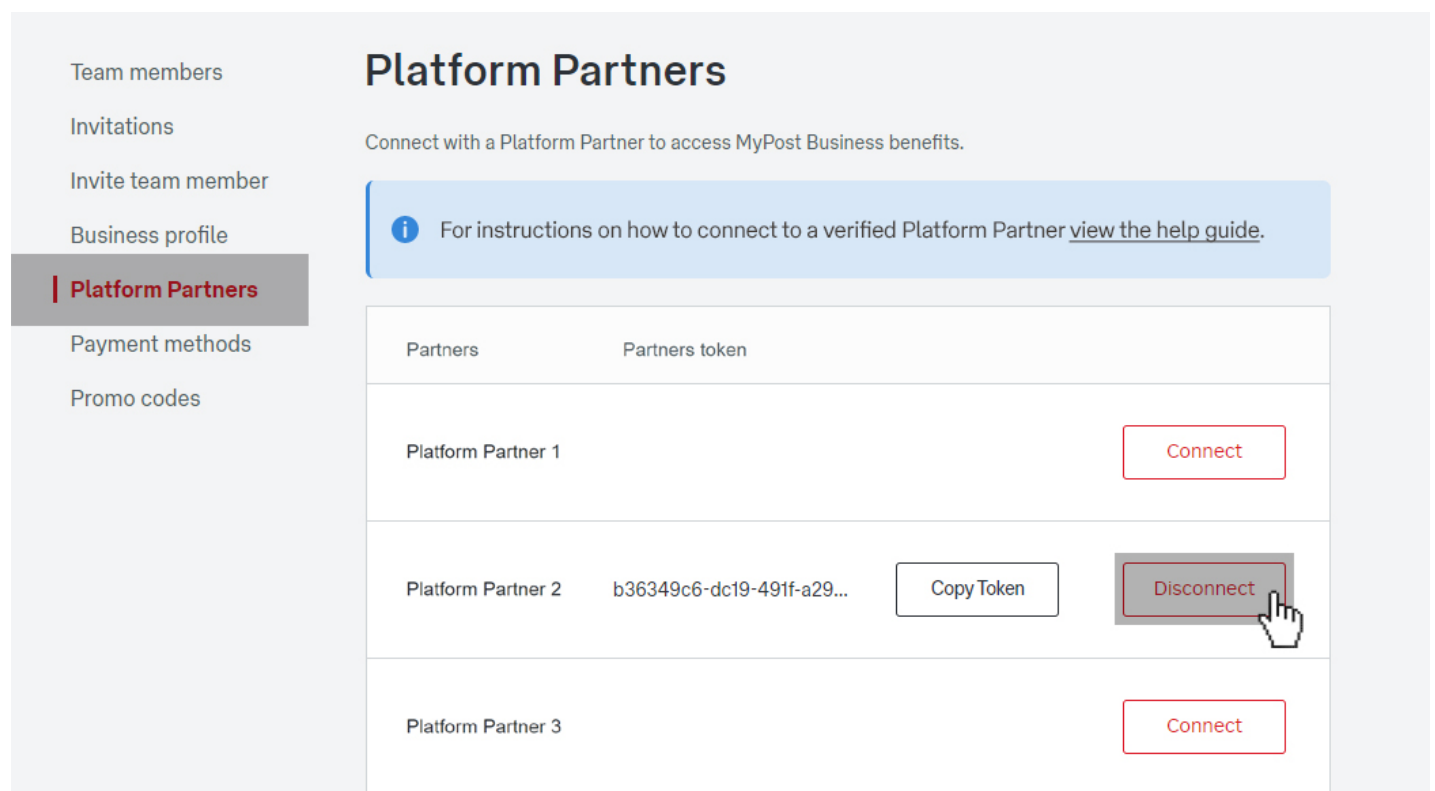 Team members
Invitations
Invite team member
Business profile
Platform Partners
Payment methods
Promo codes
Platform Partners
Connect with a Platform Partner to access MyPost Business benefits.
For instructions on how to connect to a verified Platform Partner view the help guide.
Partners Partners token
Platform Partner 1 Connect
Platform Partner 2 b36349c6-dc19-491f-a29... Copy Token Disconnect
Platform Partner 3 Connect